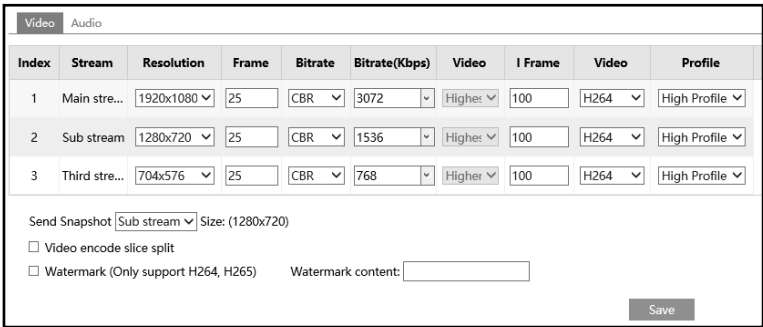 Video Audio
Index Stream Resolution Frame Bitrate Bitrate(Kbps) Video I Frame Video Profile
1 Main stre... 1920x1080 25 CBR 3072 Highes 100 H264 High Profile
2 Sub stream 1280x720 25 CBR 1536 Highes 100 H264 High Profile
3 Third stre... 704x576 25 CBR 768 Higher 100 H264 High Profile
Send Snapshot Sub stream Size: (1280x720)
Video encode slice split
Watermark (Only support H264, H265) Watermark content:
Save